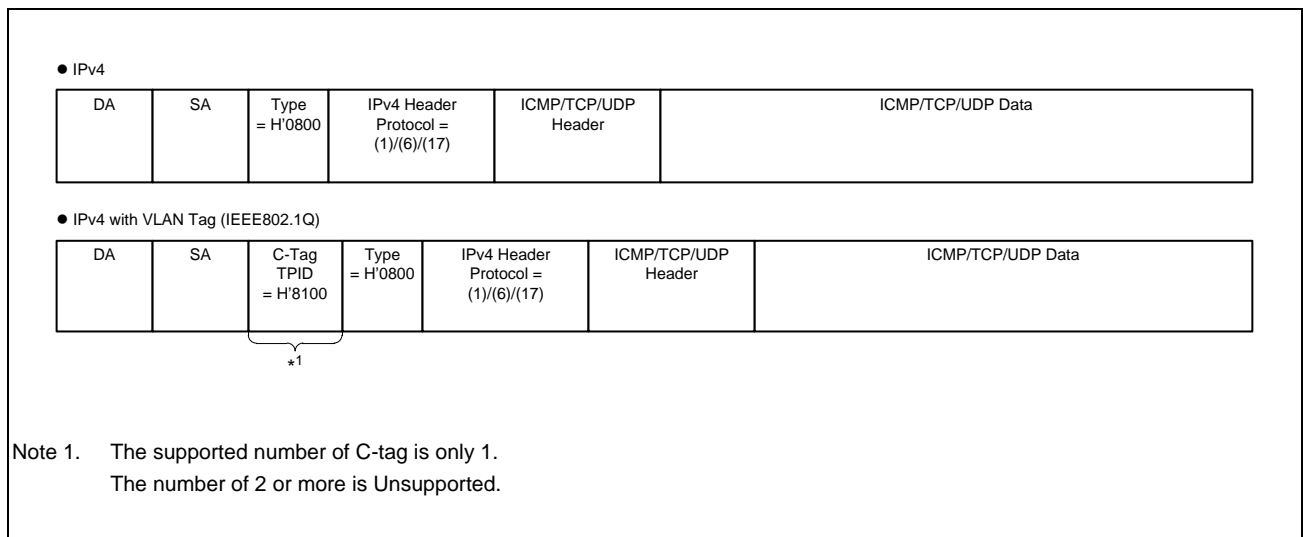 ● IPv4
DA
SA
Type
= H’0800
IPv4 Header
Protocol =
(1)/(6)/(17)
ICMP/TCP/UDP
Header
ICMP/TCP/UDP Data
● IPv4 with VLAN Tag (IEEE802.1Q)
DA
SA
C-Tag
TPID
= H’8100
Type
= H’0800
IPv4 Header
Protocol =
(1)/(6)/(17)
ICMP/TCP/UDP
Header
ICMP/TCP/UDP Data
*1
Note 1. The supported number of C-tag is only 1.
The number of 2 or more is Unsupported.